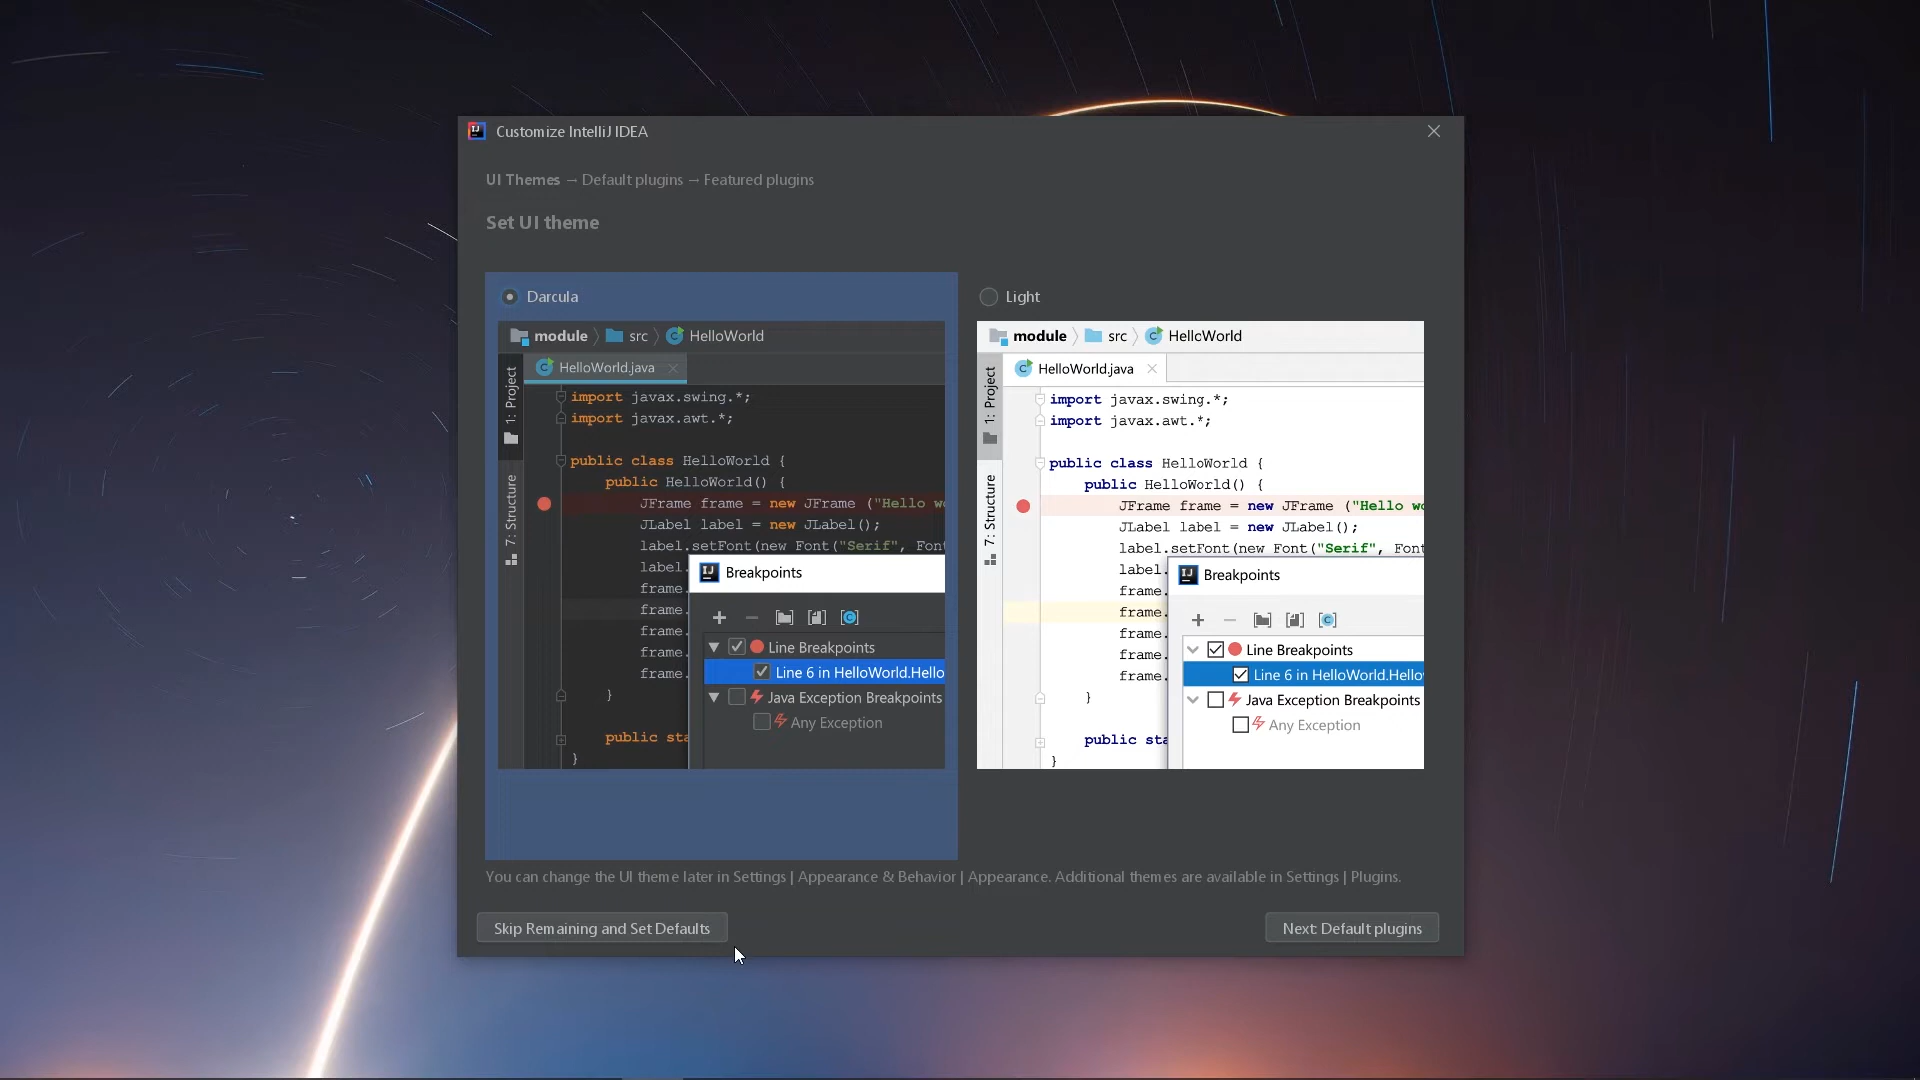 Customize IntelliJ IDEA
UI Themes → Default plugins → Featured plugins
Set UI theme
Darcula
module src HelloWorld
HelloWorld.java
1: Project
7: Structure
import javax.swing.*;
import javax.awt.*;
public class HelloWorld {
public HelloWorld() {
JFrame frame = new JFrame ("Hello wo
JLabel label = new JLabel();
label.setFont(new Font("Serif", Font
label.
frame.
frame.
frame.
frame.
frame.
}
public sta
}
Breakpoints
Line Breakpoints
Line 6 in HelloWorld.Hello
Java Exception Breakpoints
Any Exception
Light
module src HelloWorld
HelloWorld.java
1: Project
7: Structure
import javax.swing.*;
import javax.awt.*;
public class HelloWorld {
public HelloWorld() {
JFrame frame = new JFrame ("Hello wo
JLabel label = new JLabel();
label.setFont(new Font("Serif", Font
label.
frame.
frame.
frame.
frame.
frame.
}
public sta
}
Breakpoints
Line Breakpoints
Line 6 in HelloWorld.Hello
Java Exception Breakpoints
Any Exception
You can change the UI theme later in Settings | Appearance & Behavior | Appearance. Additional themes are available in Settings | Plugins.
Skip Remaining and Set Defaults
Next: Default plugins